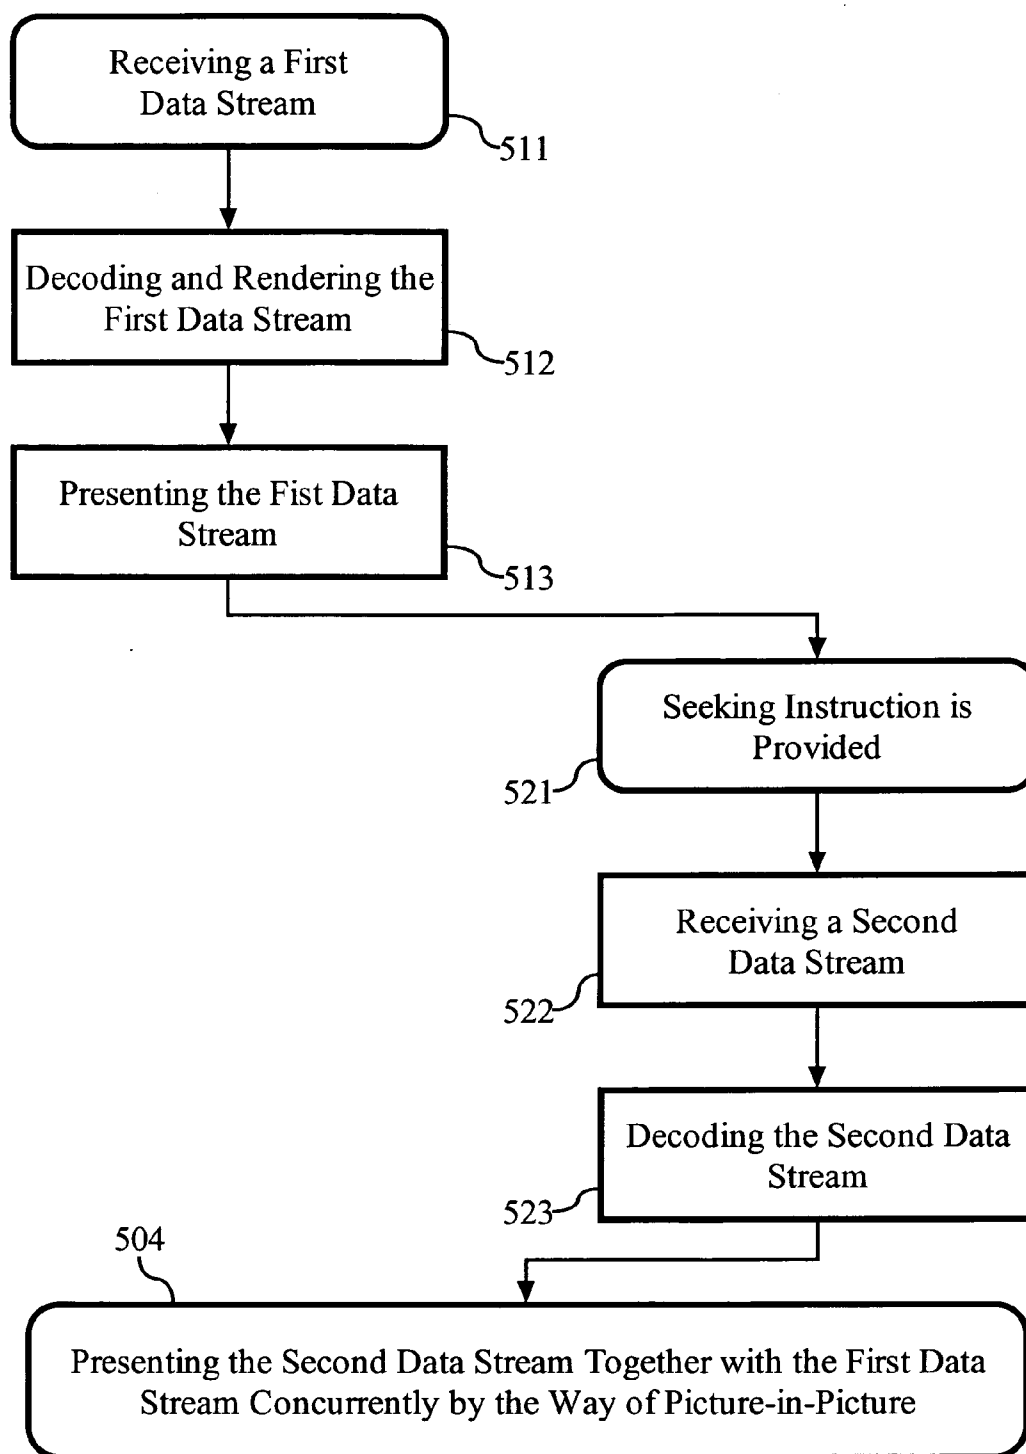 Receiving a First
Data Stream
511
Decoding and Rendering the
First Data Stream
512
Presenting the Fist Data
Stream
513
Seeking Instruction is
Provided
521
Receiving a Second
Data Stream
522
Decoding the Second Data
Stream
523
504
Presenting the Second Data Stream Together with the First Data
Stream Concurrently by the Way of Picture-in-Picture